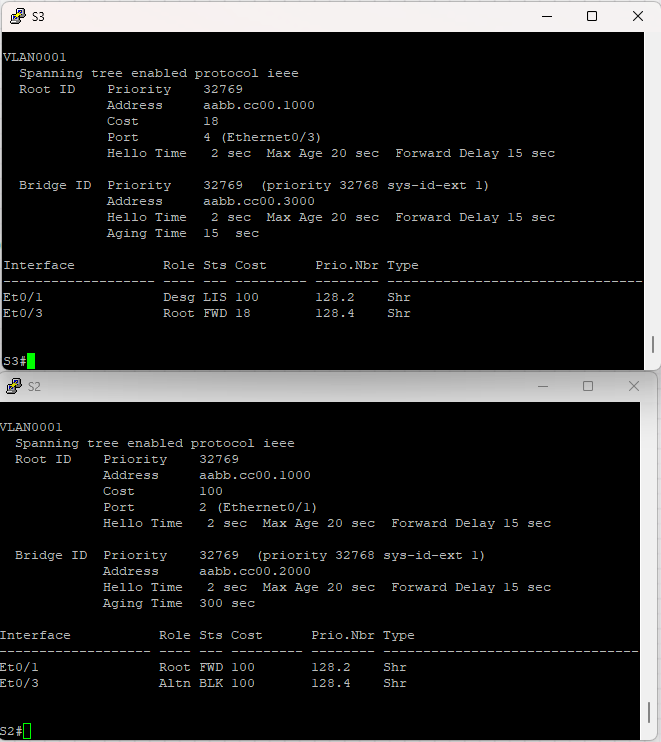 S3
VLAN0001
  Spanning tree enabled protocol ieee
  Root ID    Priority    32769
             Address     aabb.cc00.1000
             Cost        18
             Port        4 (Ethernet0/3)
             Hello Time   2 sec  Max Age 20 sec  Forward Delay 15 sec
  Bridge ID  Priority    32769  (priority 32768 sys-id-ext 1)
             Address     aabb.cc00.3000
             Hello Time   2 sec  Max Age 20 sec  Forward Delay 15 sec
             Aging Time  15  sec
Interface           Role Sts Cost      Prio.Nbr Type
------------------- ---- --- --------- -------- --------------------------------
Et0/1               Desg LIS 100       128.2    Shr
Et0/3               Root FWD 18        128.4    Shr
S3#
S2
VLAN0001
  Spanning tree enabled protocol ieee
  Root ID    Priority    32769
             Address     aabb.cc00.1000
             Cost        100
             Port        2 (Ethernet0/1)
             Hello Time   2 sec  Max Age 20 sec  Forward Delay 15 sec
  Bridge ID  Priority    32769  (priority 32768 sys-id-ext 1)
             Address     aabb.cc00.2000
             Hello Time   2 sec  Max Age 20 sec  Forward Delay 15 sec
             Aging Time  300 sec
Interface           Role Sts Cost      Prio.Nbr Type
------------------- ---- --- --------- -------- --------------------------------
Et0/1               Root FWD 100       128.2    Shr
Et0/3               Altn BLK 100       128.4    Shr
S2#